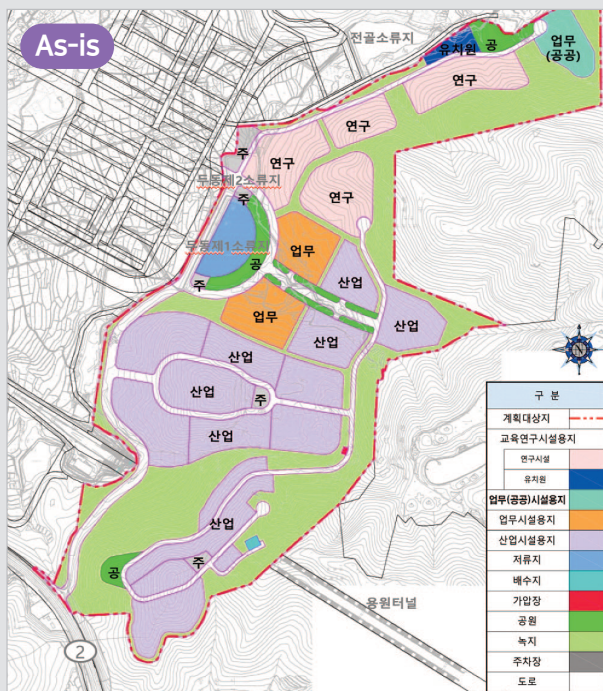 As-is
전골소류지
유치원
공
업무
(공공)
연구
연구
주
연구
두동제2소류지
연구
주
두동제1소류지
업무
공
산업
주
업무
산업
산업
산업
산업
주
산업
산업
공
주
용원터널
2
N
구 분
계획대상지
교육연구시설용지
연구시설
유치원
업무(공공)시설용지
업무시설용지
산업시설용지
저류지
배수지
가압장
공원
녹지
주차장
도로